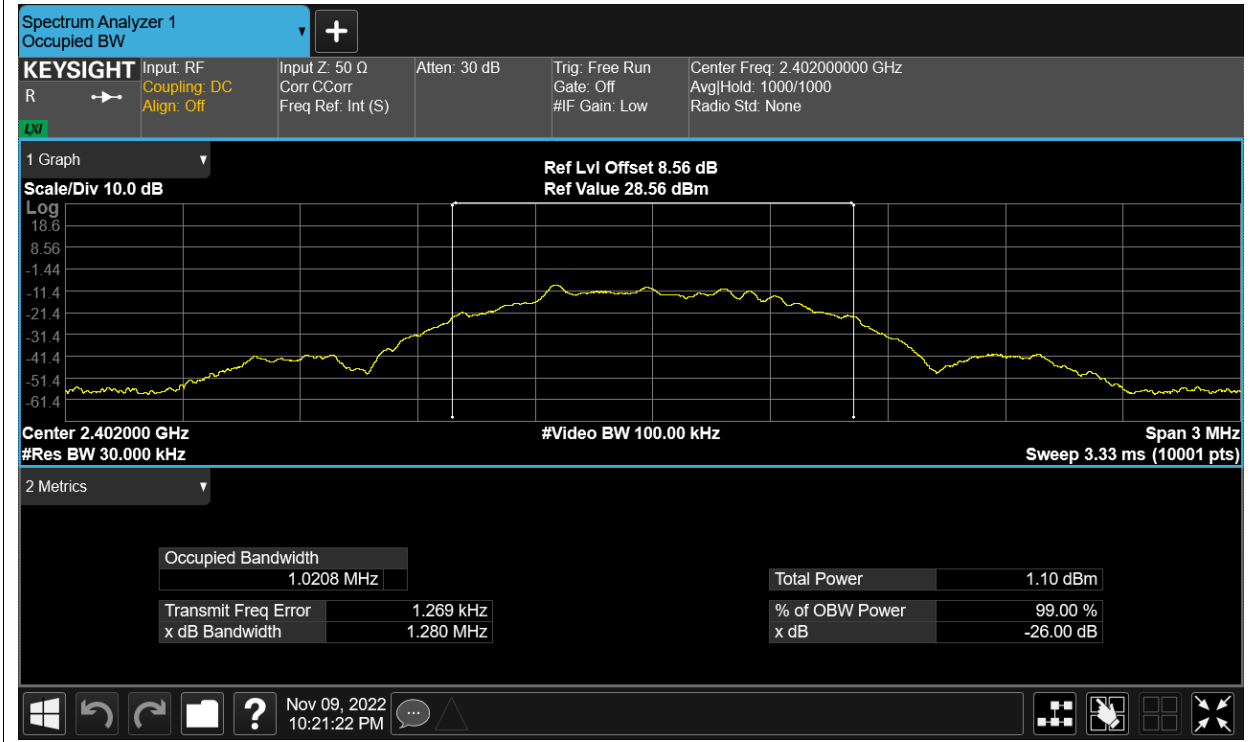 Spectrum Analyzer 1
Occupied BW
KEYSIGHT Input: RF Input Z: 50 Ω Atten: 30 dB Trig: Free Run Center Freq: 2.402000000 GHz
R Coupling: DC Corr CCorr Gate: Off Avg|Hold: 1000/1000
Align: Off Freq Ref: Int (S) #IF Gain: Low Radio Std: None
LXI
1 Graph Ref Lvl Offset 8.56 dB
Scale/Div 10.0 dB Ref Value 28.56 dBm
Log
18.6
8.56
-1.44
-11.4
-21.4
-31.4
-41.4
-51.4
-61.4
Center 2.402000 GHz #Video BW 100.00 kHz Span 3 MHz
#Res BW 30.000 kHz Sweep 3.33 ms (10001 pts)
2 Metrics
Occupied Bandwidth
1.0208 MHz Total Power 1.10 dBm
Transmit Freq Error 1.269 kHz % of OBW Power 99.00 %
x dB Bandwidth 1.280 MHz x dB -26.00 dB
? Nov 09, 2022
10:21:22 PM